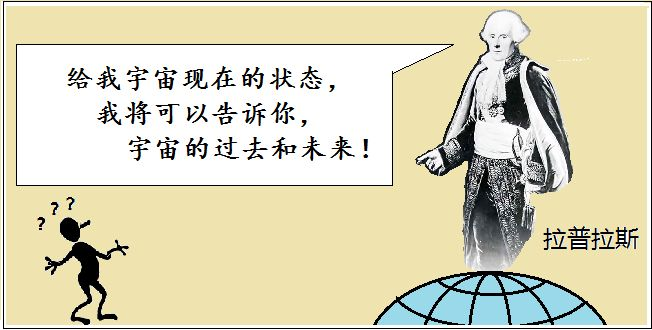 给我宇宙现在的状态，
我将可以告诉你，
宇宙的过去和未来！
? ? ?
拉普拉斯